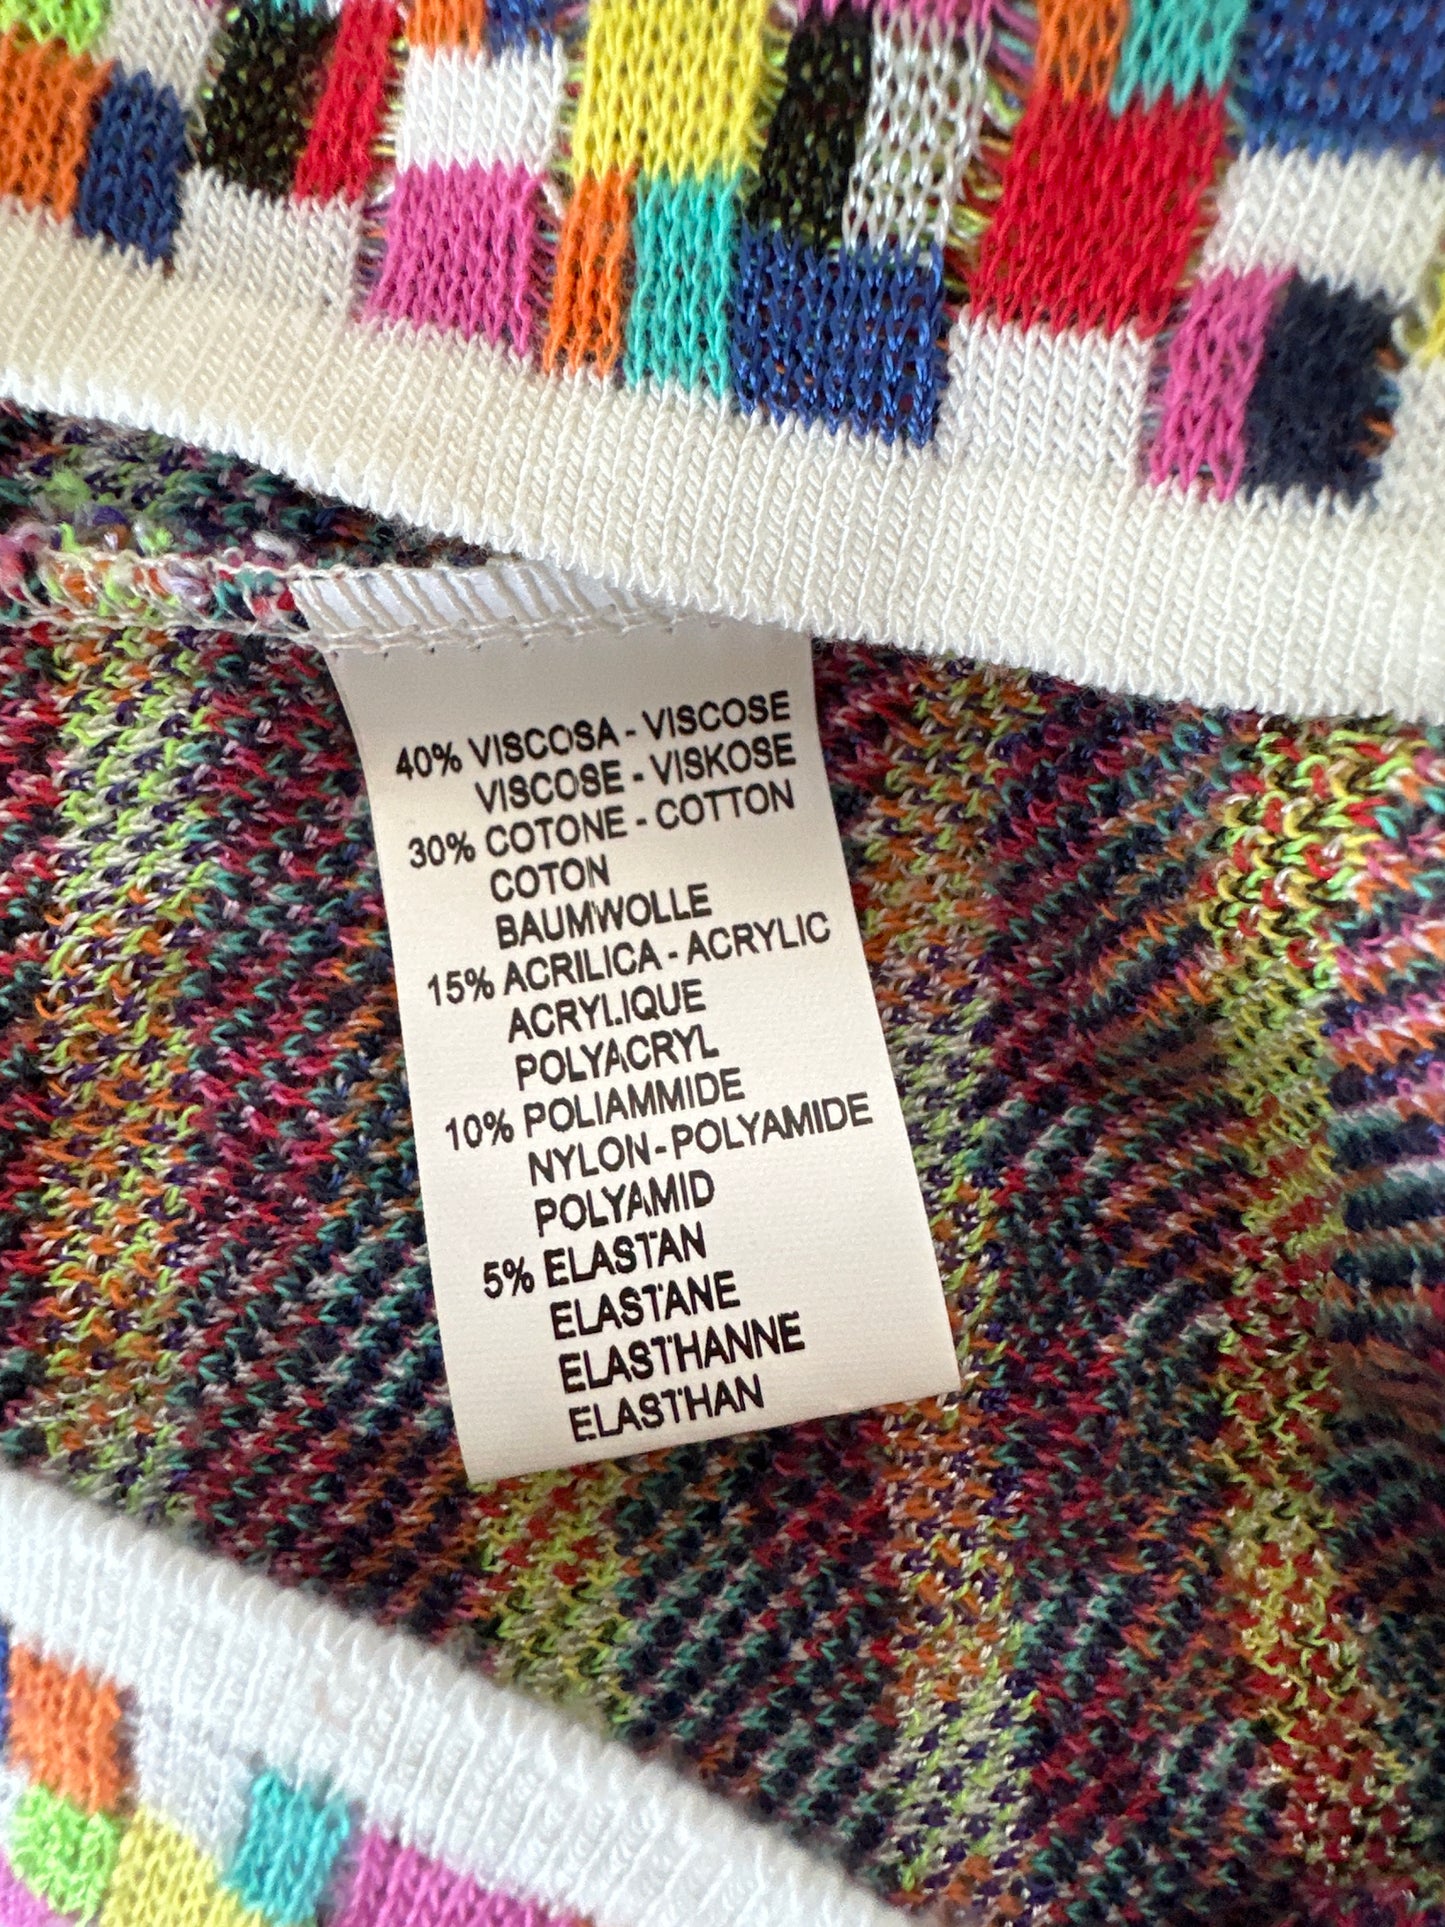 40% VISCOSA - VISCOSE
VISCOSE - VISKOSE
30% COTONE - COTTON
COTON
BAUMWOLLE
15% ACRILICA - ACRYLIC
ACRYLIQUE
POLYACRYL
10% POLIAMMIDE
NYLON - POLYAMIDE
POLYAMID
5% ELASTAN
ELASTANE
ELASTHANNE
ELASTHAN